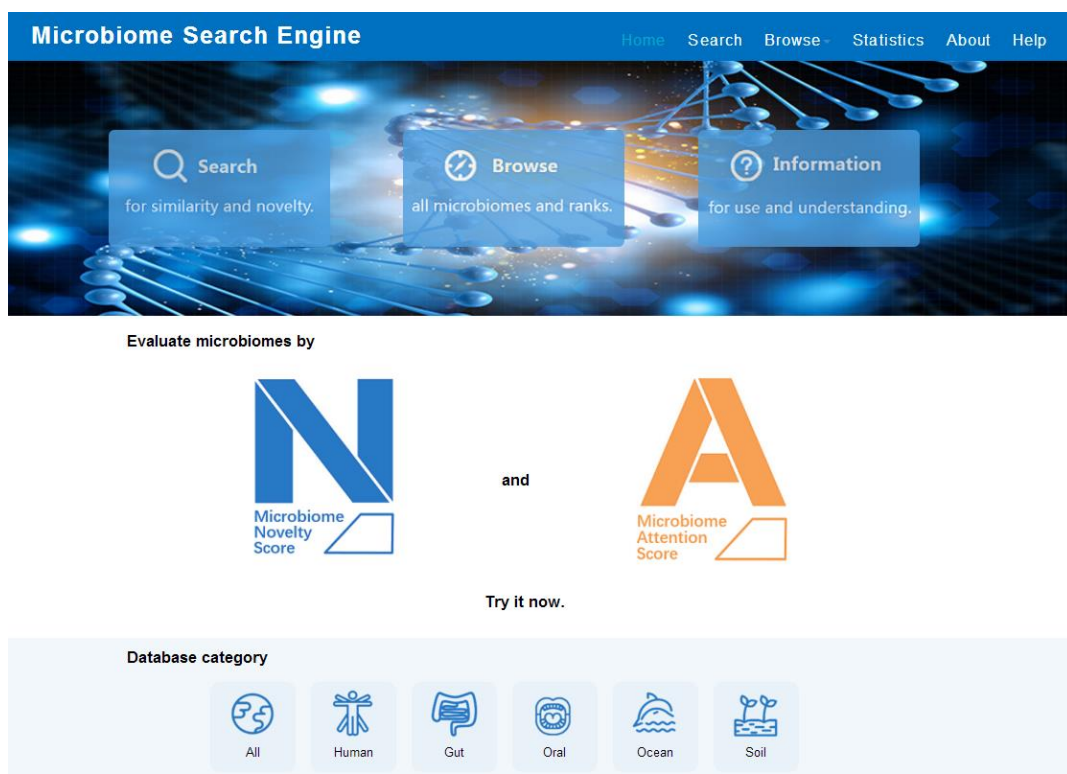 Microbiome Search Engine
Home Search Browse Statistics About Help
Search
for similarity and novelty.
Browse
all microbiomes and ranks.
Information
for use and understanding.
Evaluate microbiomes by
N
Microbiome
Novelty
Score
and
A
Microbiome
Attention
Score
Try it now.
Database category
All Human Gut Oral Ocean Soil